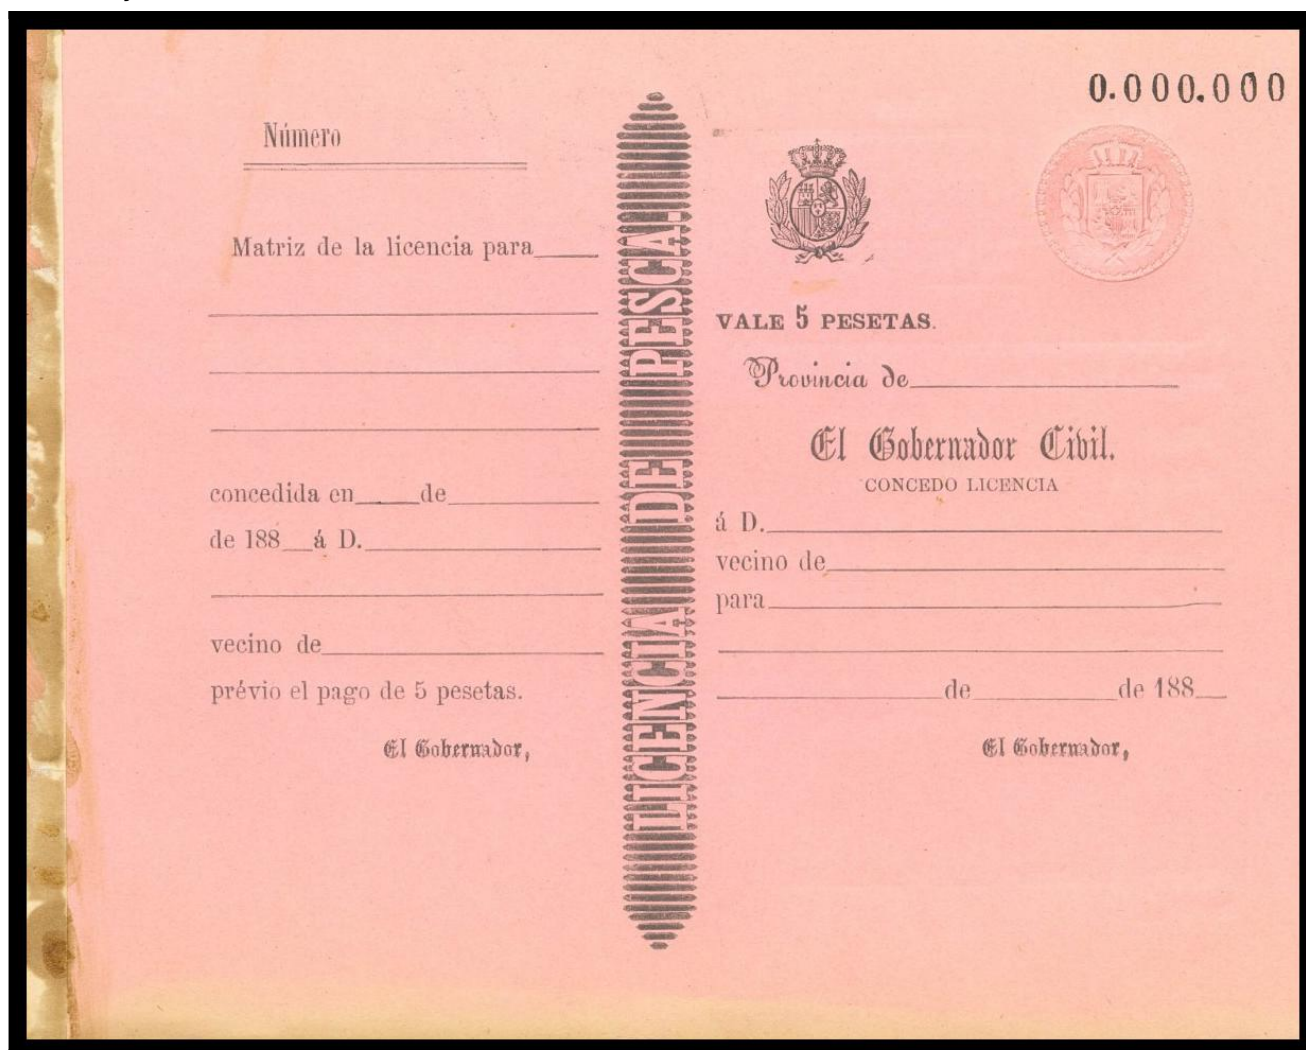 0.000.000
Número
Matriz de la licencia para
concedida en de
de 188 á D.
vecino de
prévio el pago de 5 pesetas.
El Gobernador,
LICENCIA DE PESCA.
VALE 5 PESETAS.
Provincia de
El Gobernador Civil.
CONCEDO LICENCIA
á D.
vecino de
para
de de 188
El Gobernador,